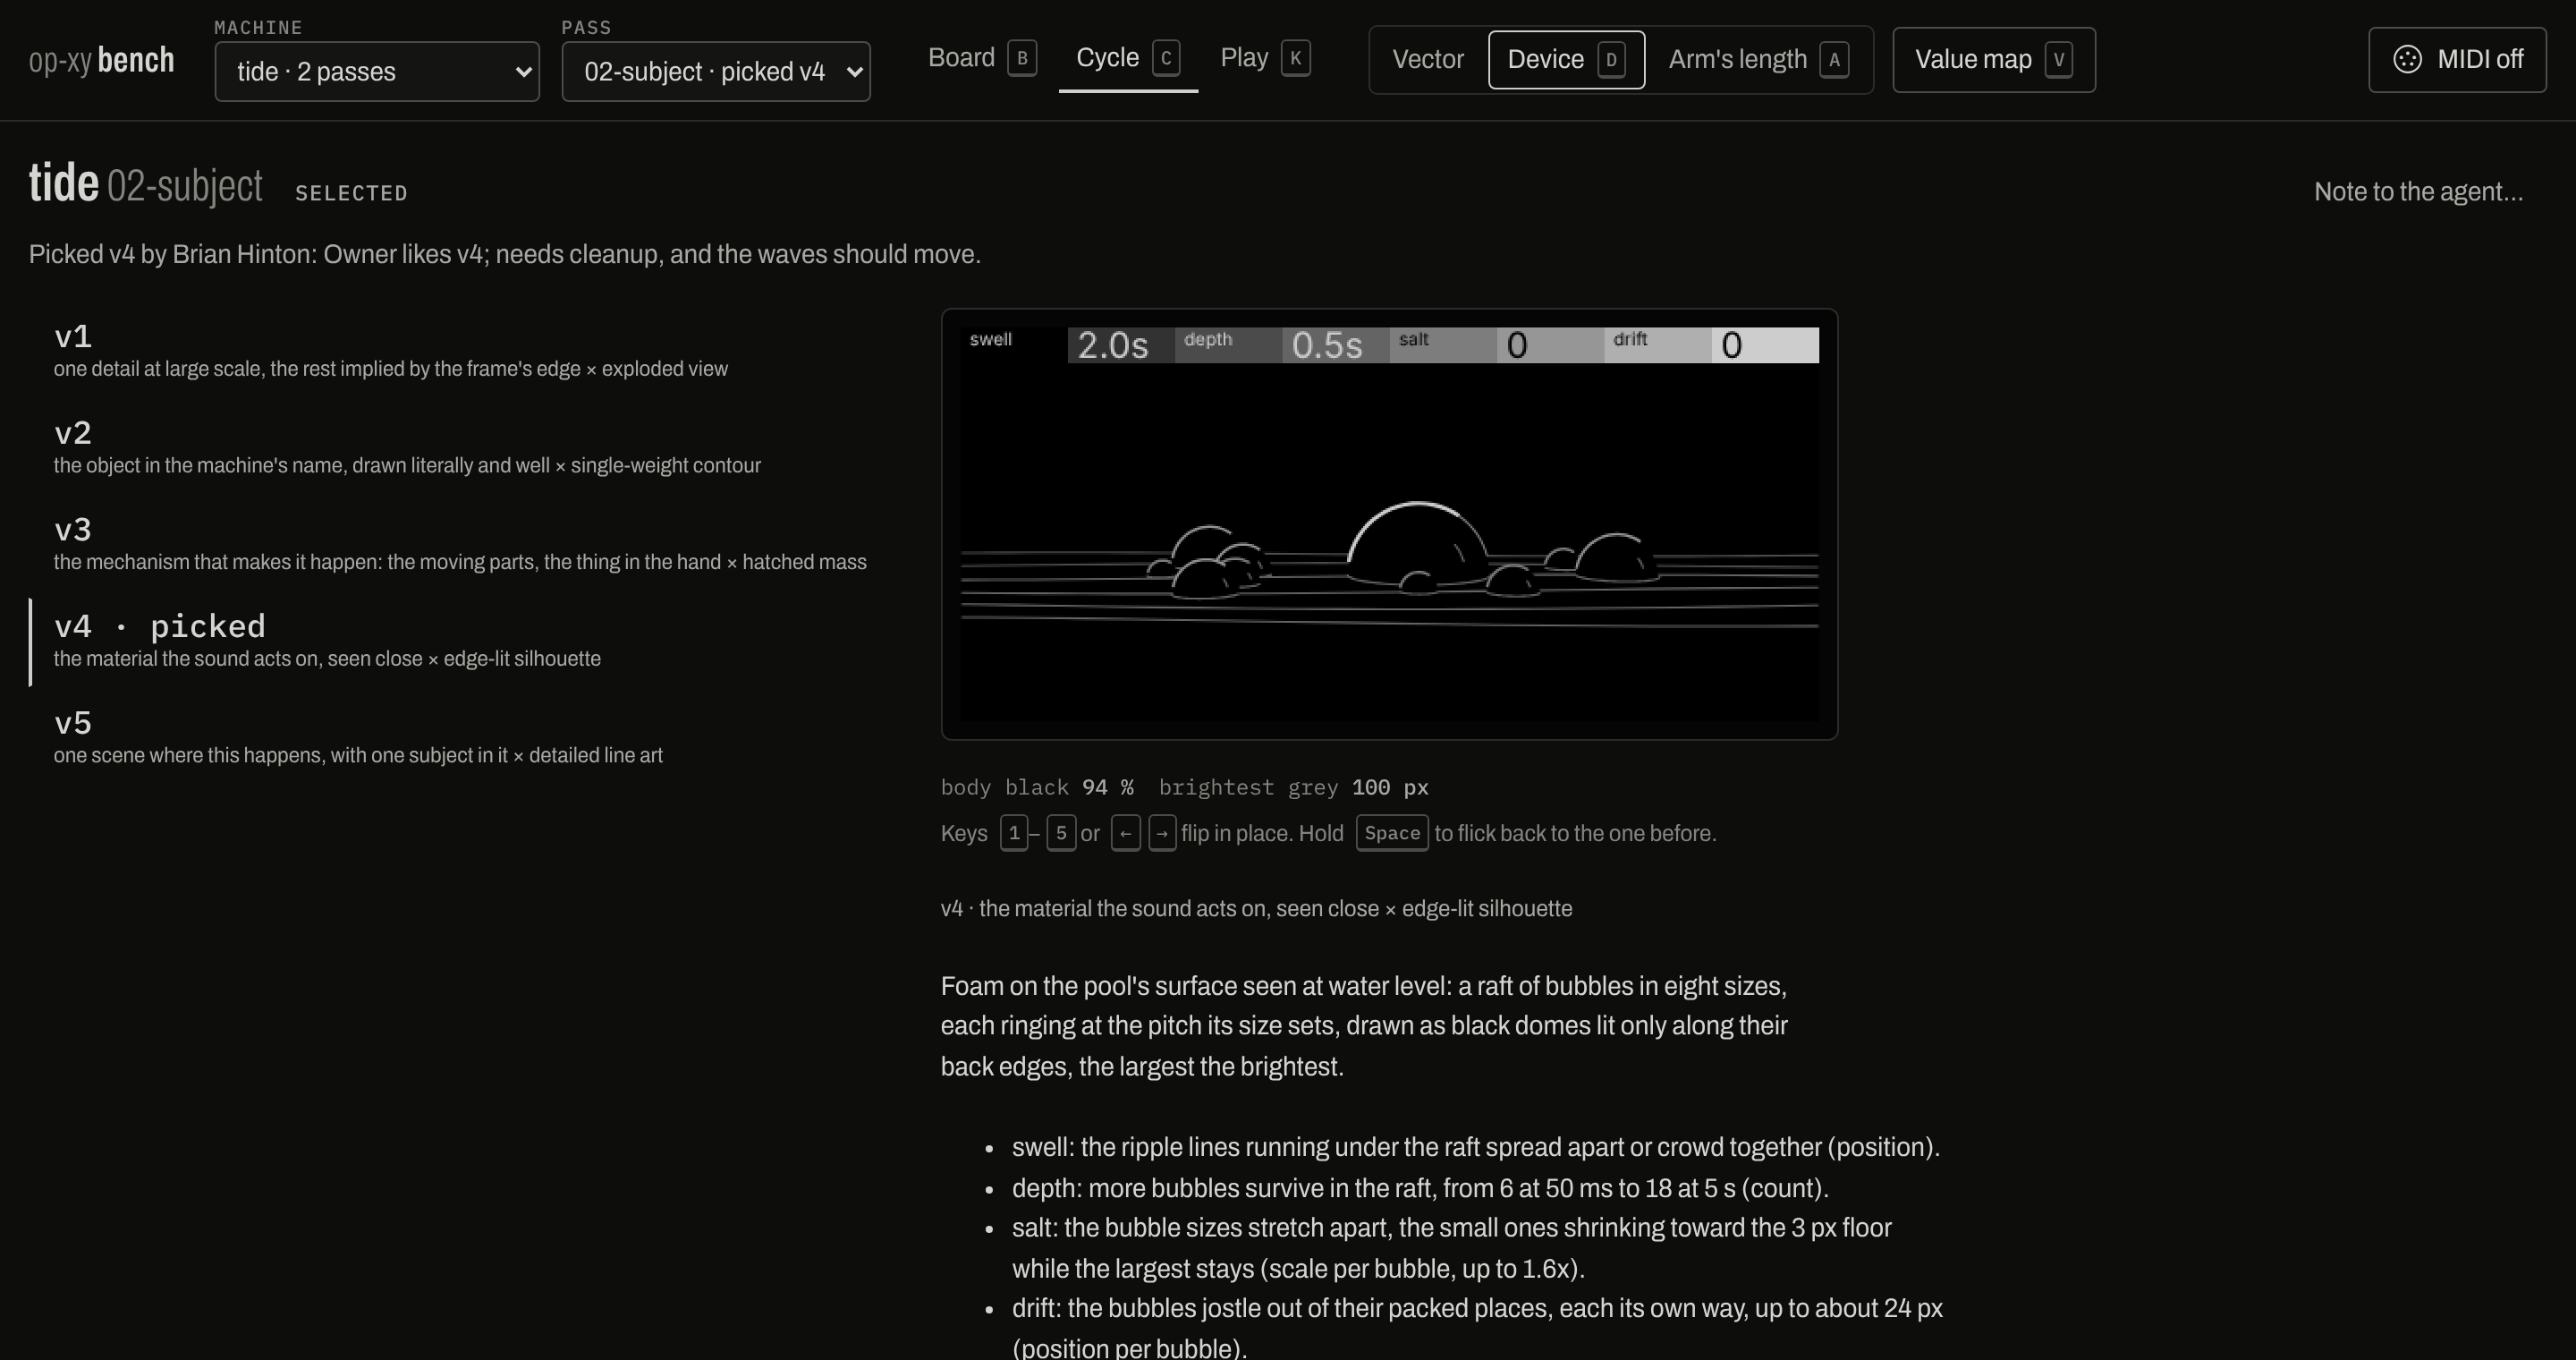 op-xy bench
MACHINE
tide · 2 passes
PASS
02-subject · picked v4
Board B
Cycle C
Play K
Vector
Device D
Arm's length A
Value map V
MIDI off
tide 02-subject SELECTED
Note to the agent...
Picked v4 by Brian Hinton: Owner likes v4; needs cleanup, and the waves should move.
v1
one detail at large scale, the rest implied by the frame's edge × exploded view
v2
the object in the machine's name, drawn literally and well × single-weight contour
v3
the mechanism that makes it happen: the moving parts, the thing in the hand × hatched mass
v4 · picked
the material the sound acts on, seen close × edge-lit silhouette
v5
one scene where this happens, with one subject in it × detailed line art
swell 2.0s depth 0.5s salt 0 drift 0
body black 94 % brightest grey 100 px
Keys 1 – 5 or ← → flip in place. Hold Space to flick back to the one before.
v4 · the material the sound acts on, seen close × edge-lit silhouette
Foam on the pool's surface seen at water level: a raft of bubbles in eight sizes,
each ringing at the pitch its size sets, drawn as black domes lit only along their
back edges, the largest the brightest.
• swell: the ripple lines running under the raft spread apart or crowd together (position).
• depth: more bubbles survive in the raft, from 6 at 50 ms to 18 at 5 s (count).
• salt: the bubble sizes stretch apart, the small ones shrinking toward the 3 px floor
while the largest stays (scale per bubble, up to 1.6x).
• drift: the bubbles jostle out of their packed places, each its own way, up to about 24 px
(position per bubble).